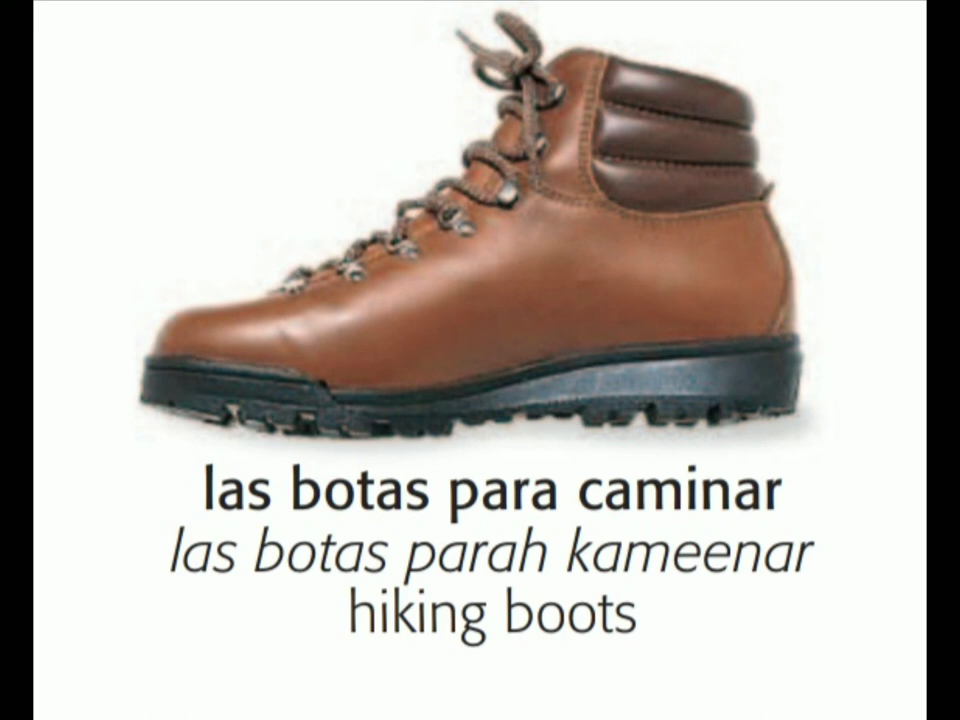 las botas para caminar
las botas parah kameenar
hiking boots